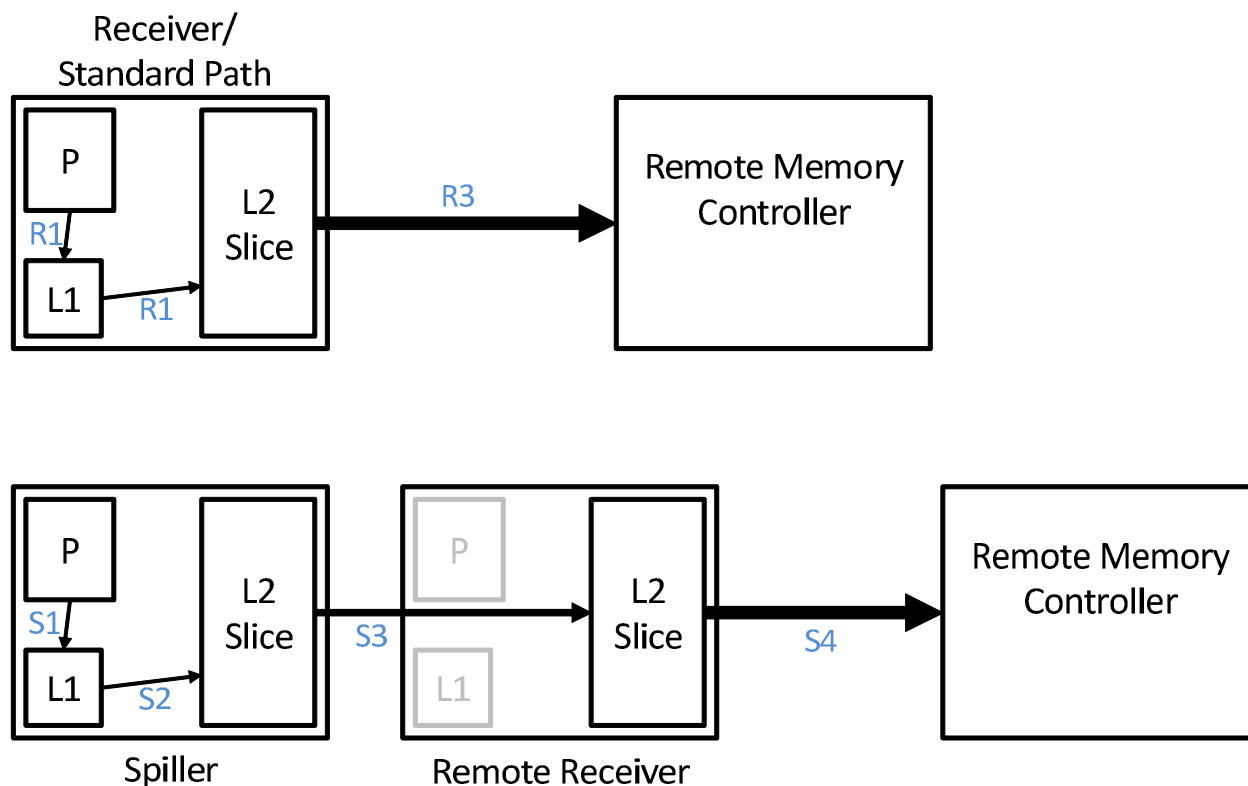 Receiver/
Standard Path
P
R1
L1
R1
L2
Slice
R3
Remote Memory
Controller
P
S1
L1
S2
L2
Slice
S3
P
L1
L2
Slice
S4
Remote Memory
Controller
Spiller
Remote Receiver